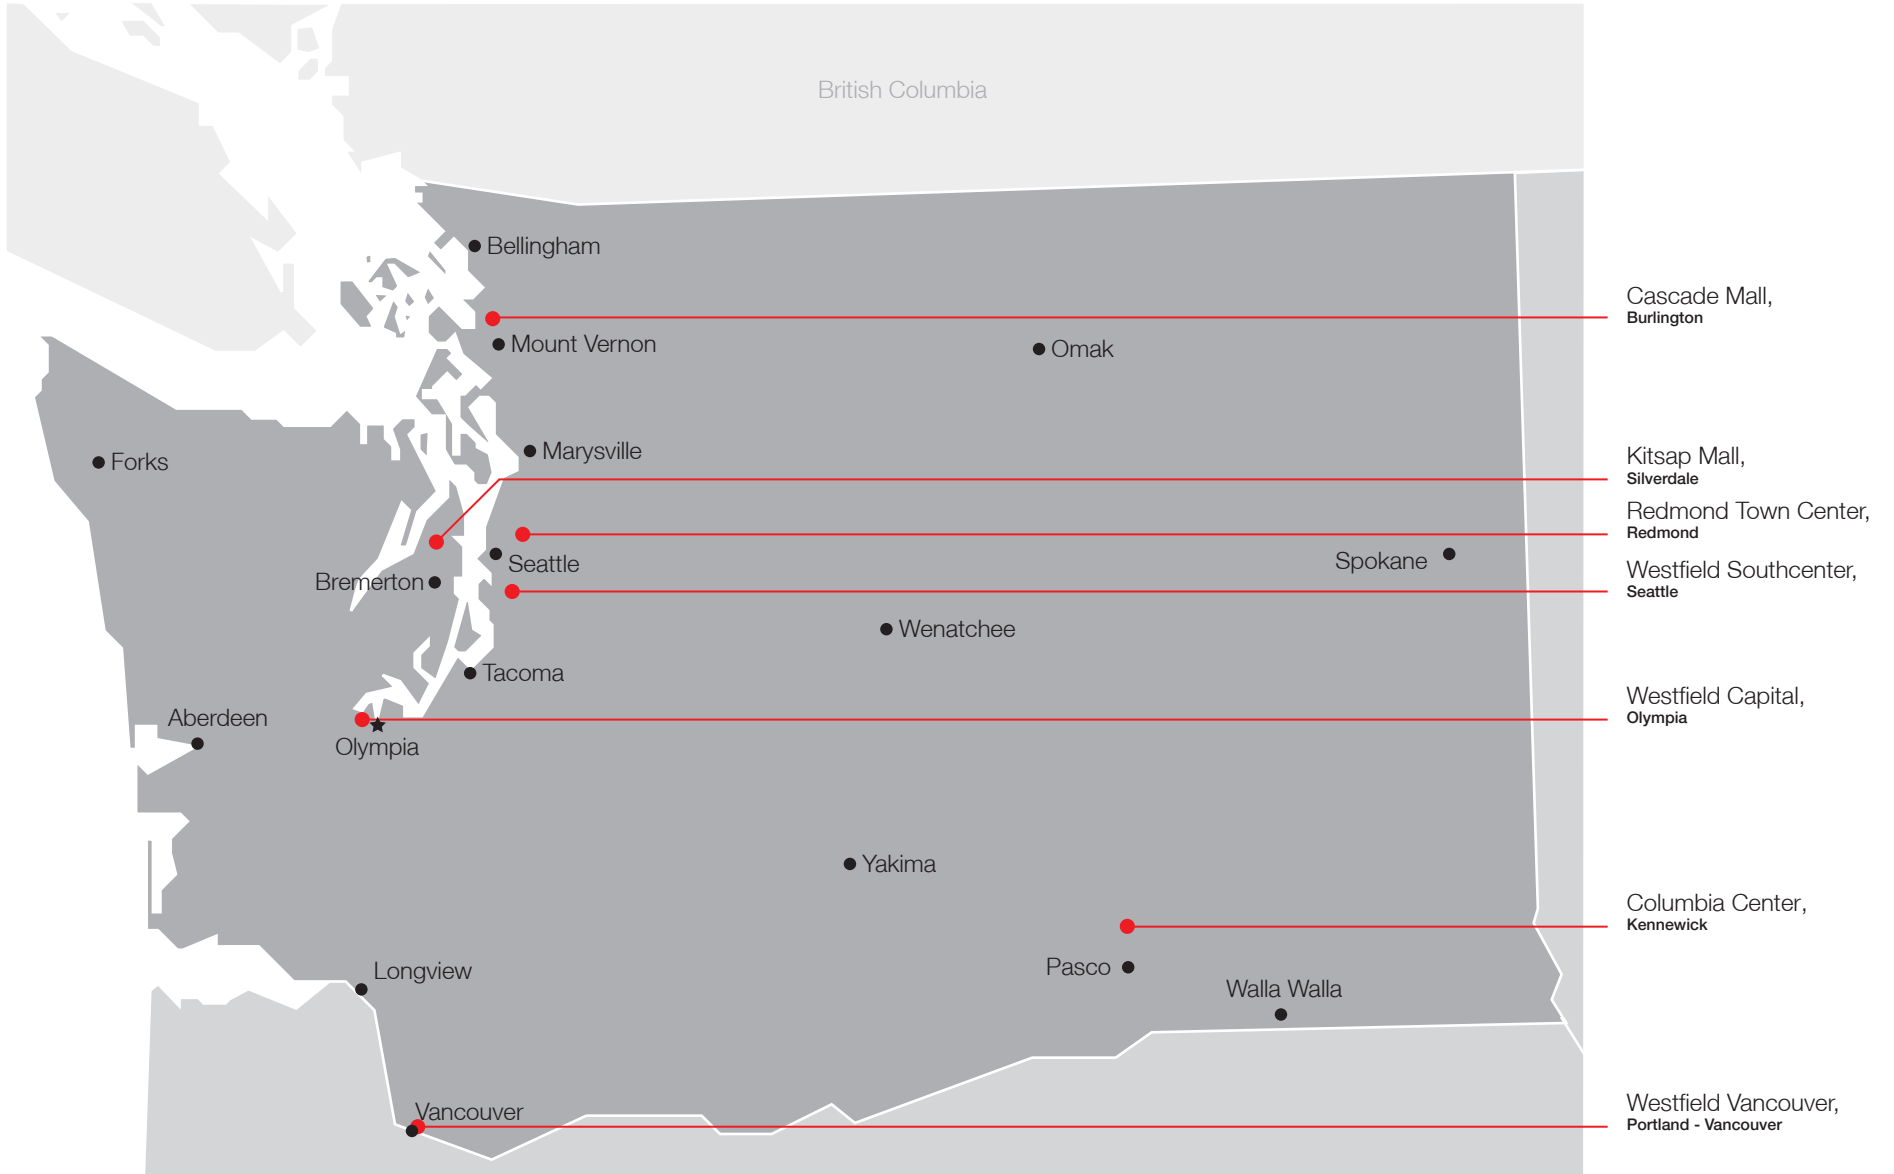 British Columbia
Bellingham
Cascade Mall,
Burlington
Mount Vernon
Omak
Marysville
Forks
Kitsap Mall,
Silverdale
Redmond Town Center,
Redmond
Seattle
Spokane
Westfield Southcenter,
Seattle
Bremerton
Wenatchee
Tacoma
Westfield Capital,
Olympia
Aberdeen
Olympia
Yakima
Columbia Center,
Kennewick
Longview
Pasco
Walla Walla
Vancouver
Westfield Vancouver,
Portland - Vancouver